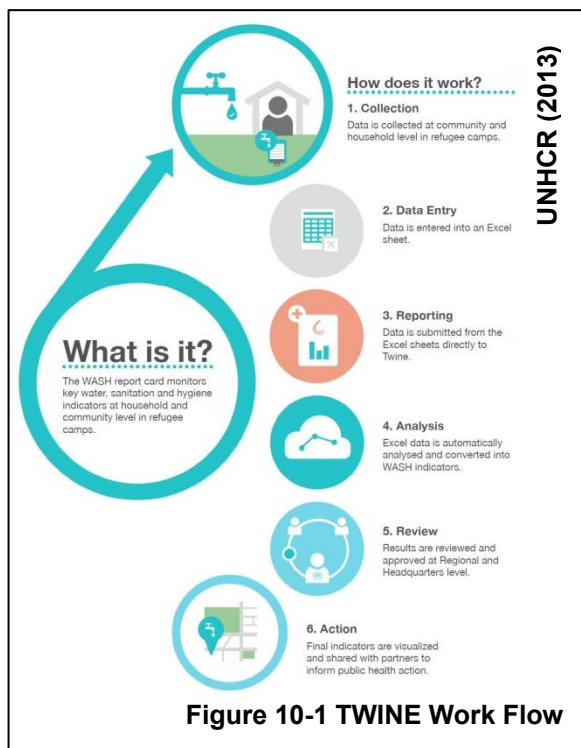 How does it work?
1. Collection
Data is collected at community and
household level in refugee camps.
UNHCR (2013)
2. Data Entry
Data is entered into an Excel
sheet.
3. Reporting
Data is submitted from the
Excel sheets directly to
Twine.
What is it?
The WASH report card monitors
key water, sanitation and hygiene
indicators at household and
community level in refugee
camps.
4. Analysis
Excel data is automatically
analysed and converted into
WASH indicators.
5. Review
Results are reviewed and
approved at Regional and
Headquarters level.
6. Action
Final indicators are visualized
and shared with partners to
inform public health action.
Figure 10-1 TWINE Work Flow